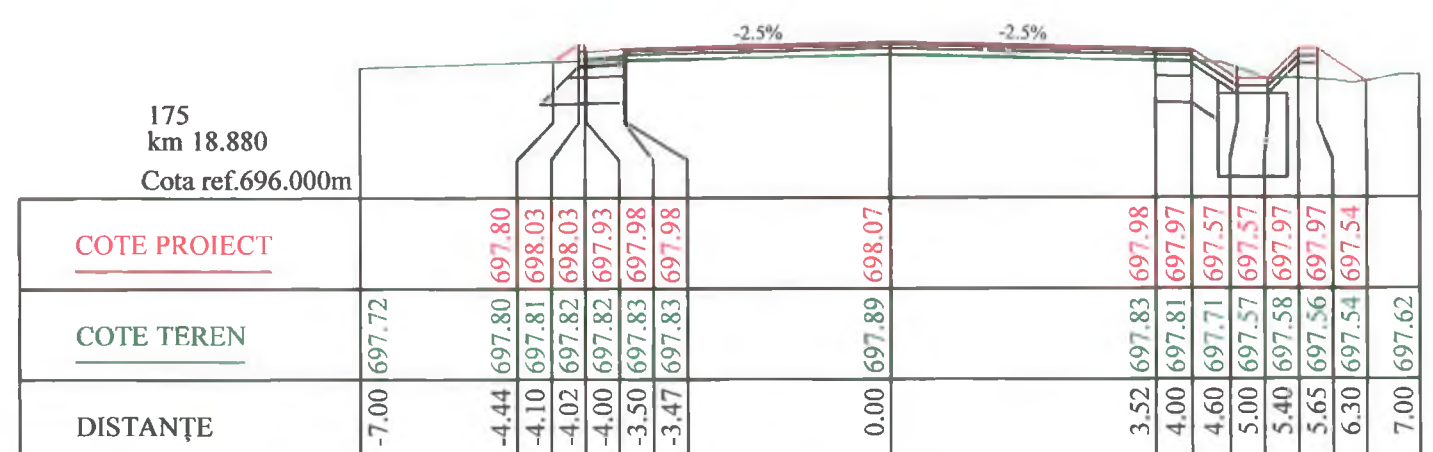 -2.5% -2.5%
175
km 18.880
Cota ref.696.000m
COTE PROIECT 697.80 698.03 698.03 697.93 697.98 697.98 698.07 697.98 697.97 697.57 697.57 697.97 697.97 697.54
COTE TEREN 697.72 697.80 697.81 697.82 697.82 697.83 697.83 697.89 697.83 697.81 697.71 697.57 697.58 697.56 697.54 697.62
DISTANȚE -7.00 -4.44 -4.10 -4.02 -4.00 -3.50 -3.47 0.00 3.52 4.00 4.60 5.00 5.40 5.65 6.30 7.00